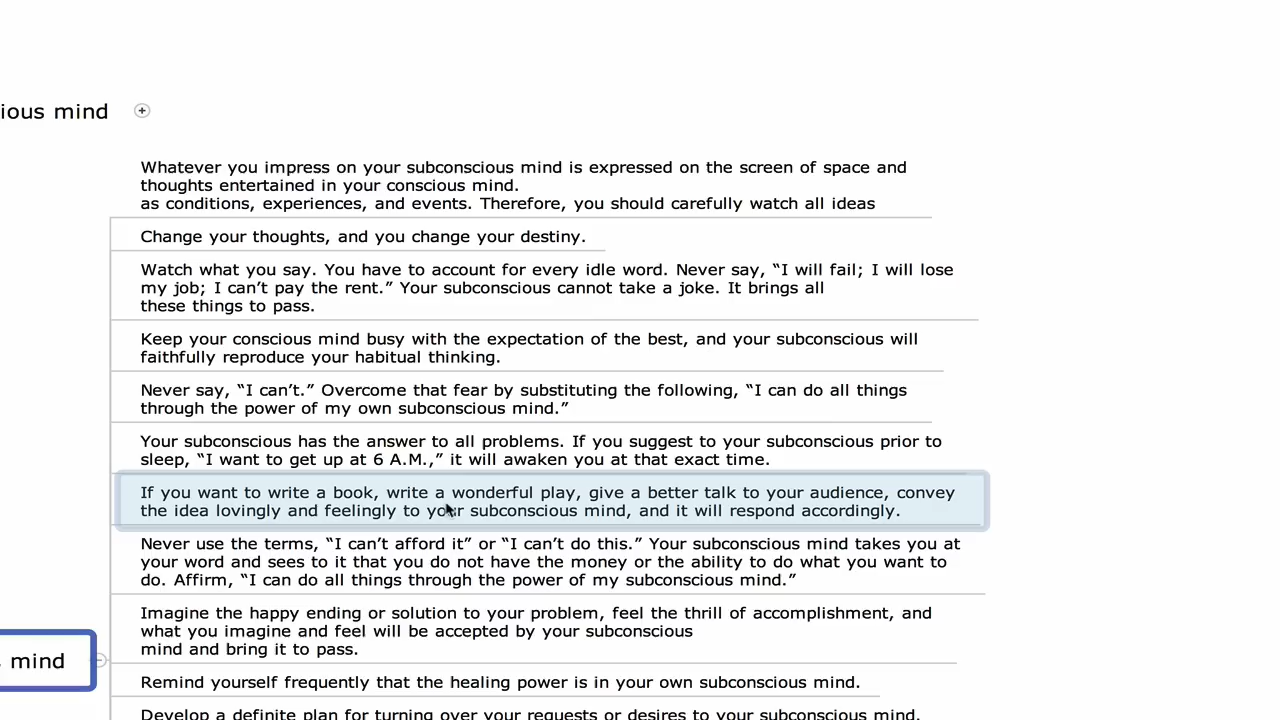 ious mind
Whatever you impress on your subconscious mind is expressed on the screen of space and
thoughts entertained in your conscious mind.
as conditions, experiences, and events. Therefore, you should carefully watch all ideas
Change your thoughts, and you change your destiny.
Watch what you say. You have to account for every idle word. Never say, “I will fail; I will lose
my job; I can’t pay the rent.” Your subconscious cannot take a joke. It brings all
these things to pass.
Keep your conscious mind busy with the expectation of the best, and your subconscious will
faithfully reproduce your habitual thinking.
Never say, “I can’t.” Overcome that fear by substituting the following, “I can do all things
through the power of my own subconscious mind.”
Your subconscious has the answer to all problems. If you suggest to your subconscious prior to
sleep, “I want to get up at 6 A.M.,” it will awaken you at that exact time.
If you want to write a book, write a wonderful play, give a better talk to your audience, convey
the idea lovingly and feelingly to your subconscious mind, and it will respond accordingly.
Never use the terms, “I can’t afford it” or “I can’t do this.” Your subconscious mind takes you at
your word and sees to it that you do not have the money or the ability to do what you want to
do. Affirm, “I can do all things through the power of my subconscious mind.”
Imagine the happy ending or solution to your problem, feel the thrill of accomplishment, and
what you imagine and feel will be accepted by your subconscious
mind and bring it to pass.
mind
Remind yourself frequently that the healing power is in your own subconscious mind.
Develop a definite plan for turning over your requests or desires to your subconscious mind.